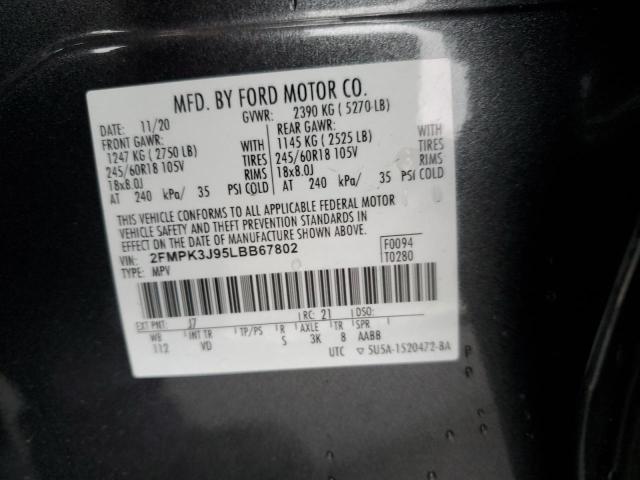 MFD. BY FORD MOTOR CO.
DATE: 11/20 GVWR: 2390 KG ( 5270 LB)
FRONT GAWR: REAR GAWR:
1247 KG (2750 LB) WITH 1145 KG ( 2525 LB) WITH
245/60R18 105V TIRES 245/60R18 105V TIRES
18x8.0J RIMS 18x8.0J RIMS
AT 240 kPa/ 35 PSI COLD AT 240 kPa/ 35 PSI COLD
THIS VEHICLE CONFORMS TO ALL APPLICABLE FEDERAL MOTOR
VEHICLE SAFETY AND THEFT PREVENTION STANDARDS IN
EFFECT ON THE DATE OF MANUFACTURE SHOWN ABOVE.
VIN: 2FMPK3J95LBB67802 F0094
TYPE: MPV T0280
EXT PNT: J7 RC: 21 DSO:
WB INT TR TP/PS R AXLE TR SPR
112 VD S 3K 8 AABB
UTC 5U5A-1520472-BA